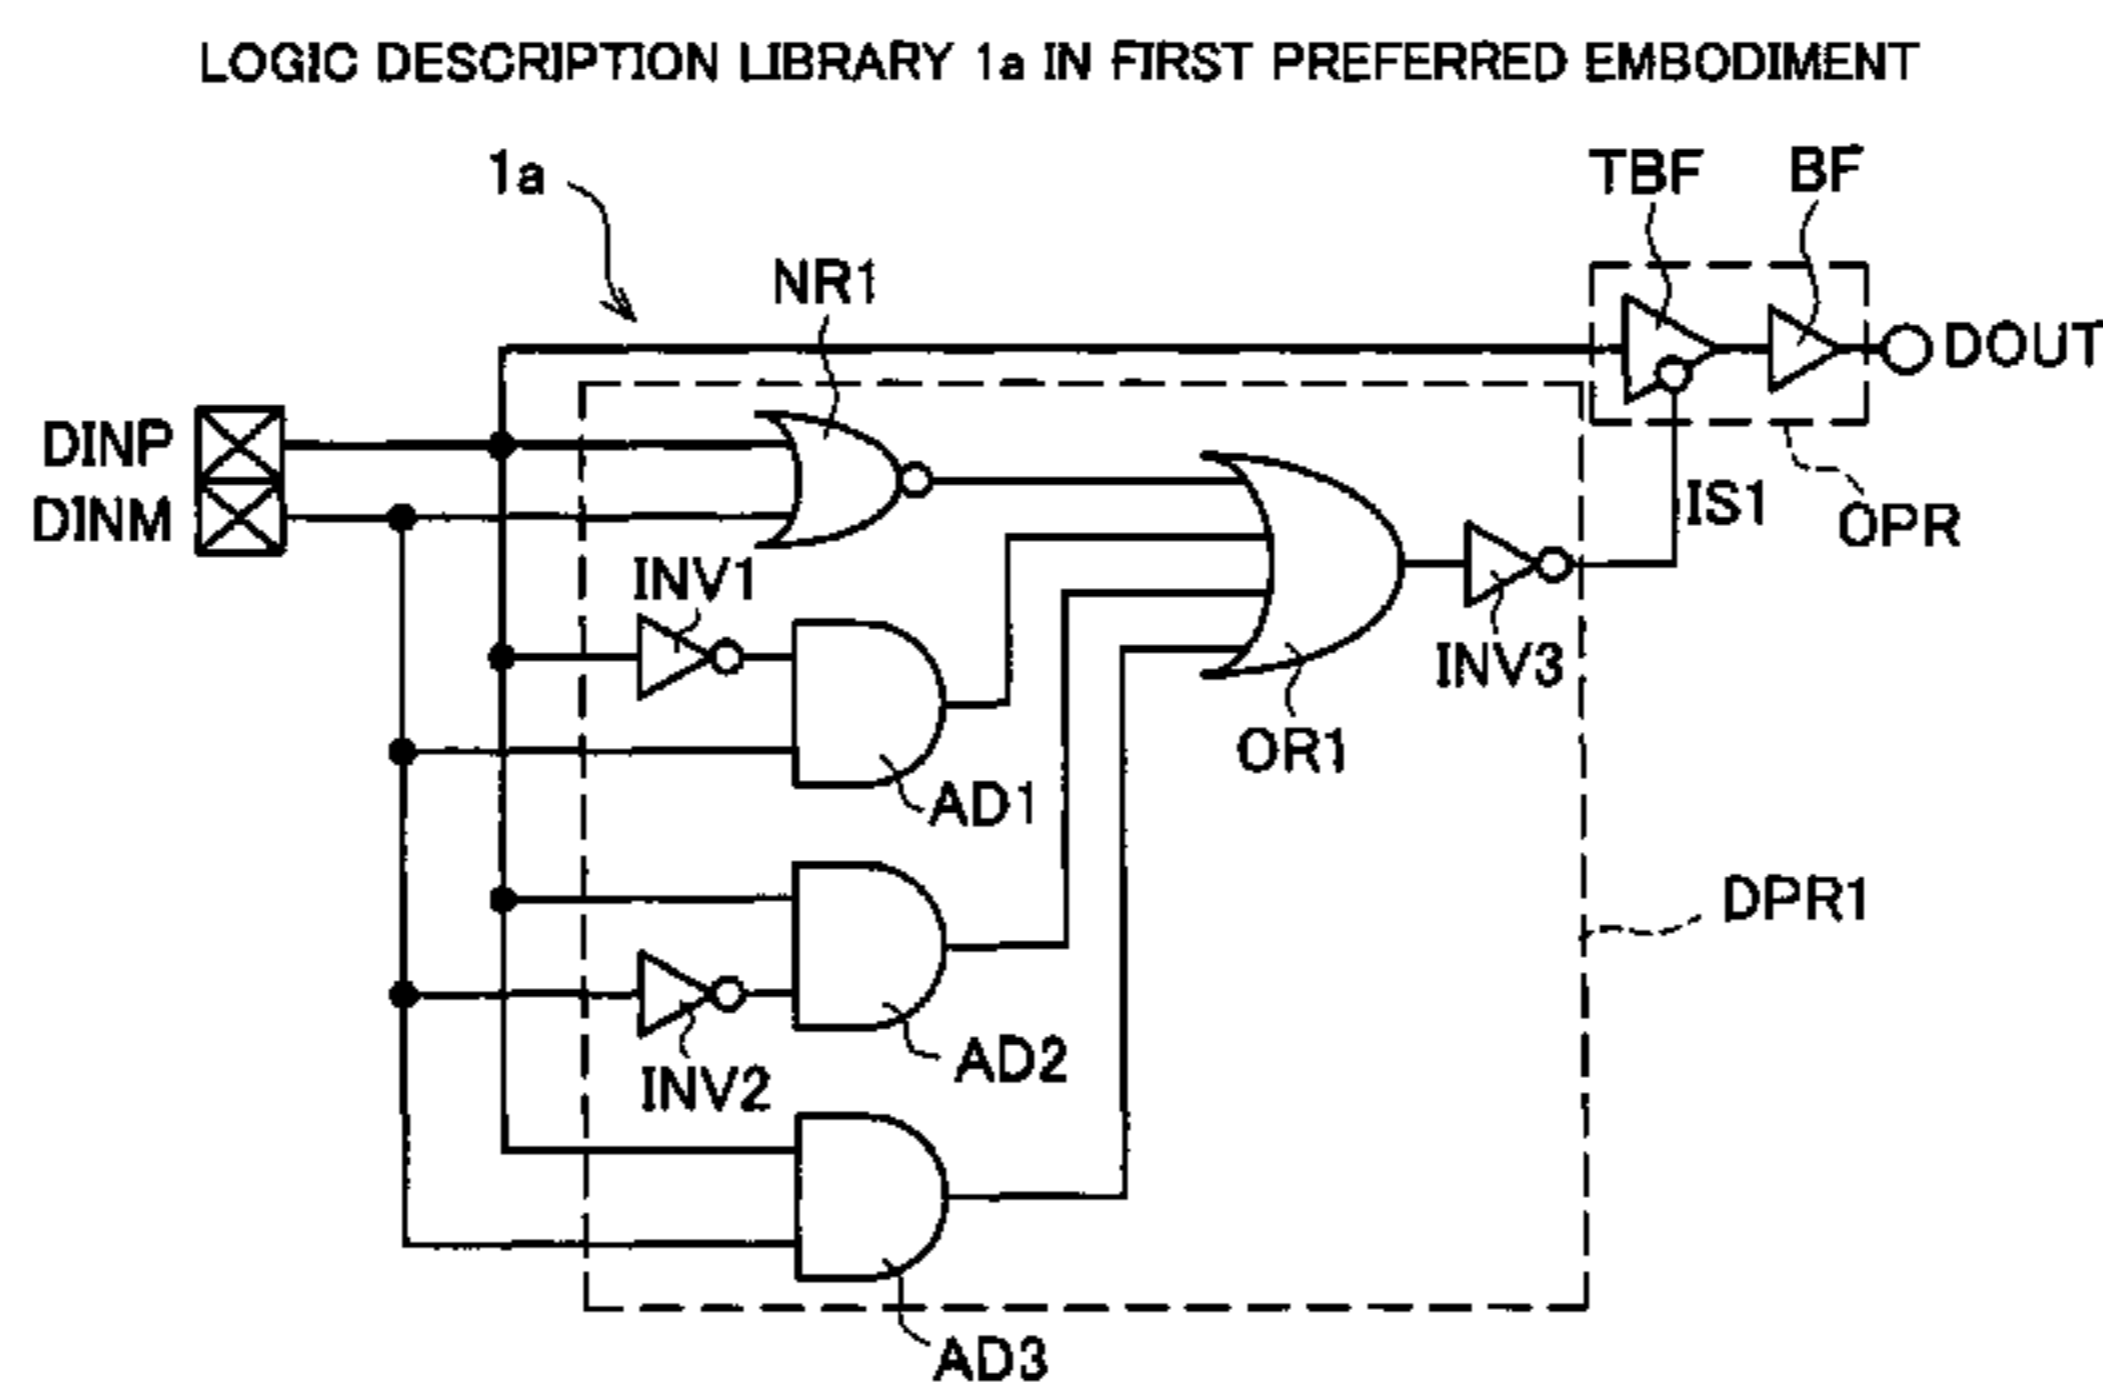 LOGIC DESCRIPTION LIBRARY 1a IN FIRST PREFERRED EMBODIMENT
1a
TBF
BF
NR1
DOUT
DINP
DINM
IS1
OPR
INV1
INV3
OR1
AD1
DPR1
AD2
INV2
AD3